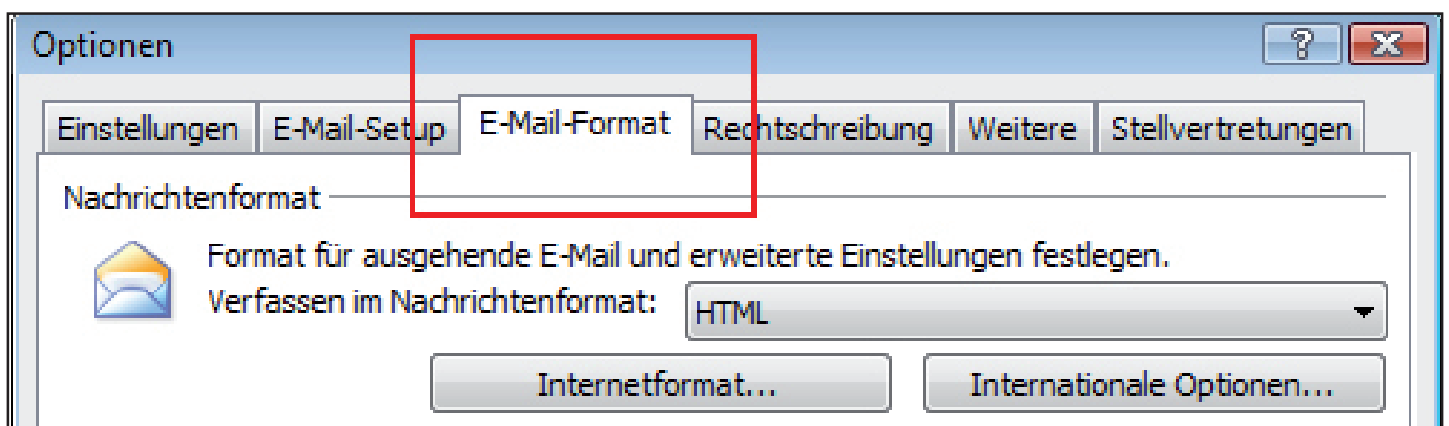 Optionen
Einstellungen E-Mail-Setup E-Mail-Format Rechtschreibung Weitere Stellvertretungen
Nachrichtenformat
Format für ausgehende E-Mail und erweiterte Einstellungen festlegen.
Verfassen im Nachrichtenformat: HTML
Internetformat... Internationale Optionen...